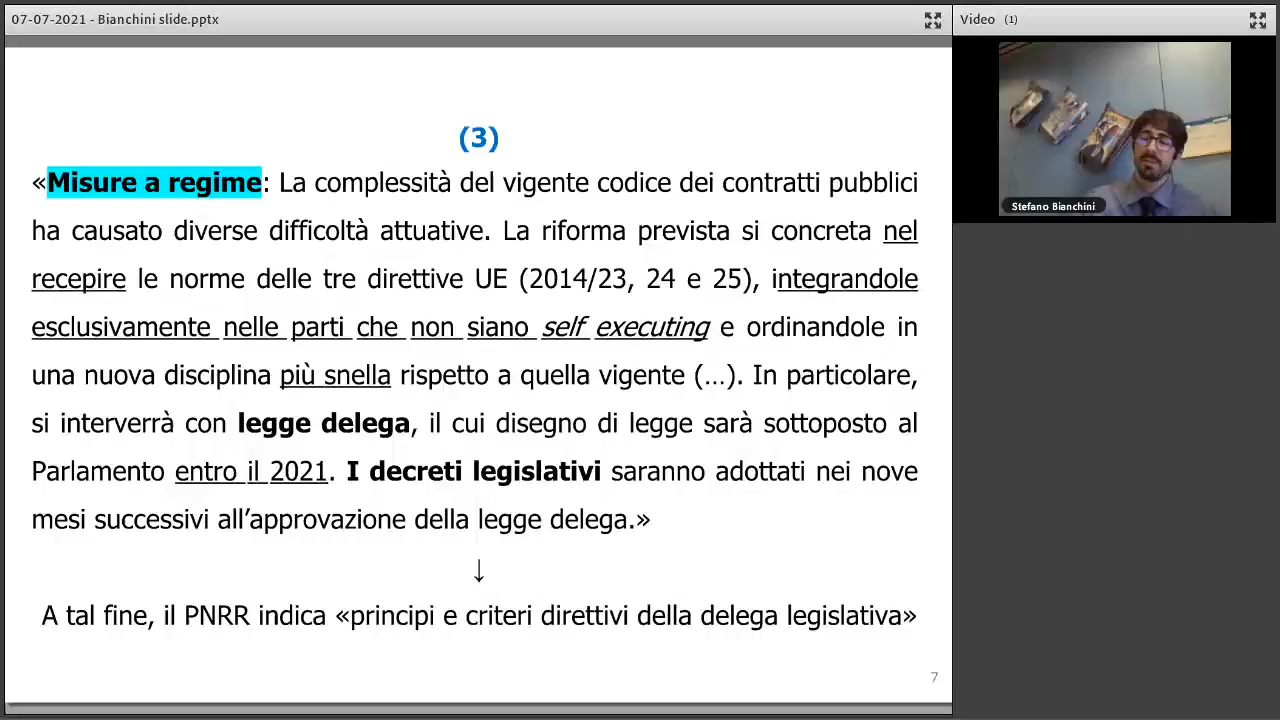 07-07-2021 - Bianchini slide.pptx
Video (1)
Stefano Bianchini
(3)
«Misure a regime: La complessità del vigente codice dei contratti pubblici
ha causato diverse difficoltà attuative. La riforma prevista si concreta nel
recepire le norme delle tre direttive UE (2014/23, 24 e 25), integrandole
esclusivamente nelle parti che non siano self executing e ordinandole in
una nuova disciplina più snella rispetto a quella vigente (…). In particolare,
si interverrà con legge delega, il cui disegno di legge sarà sottoposto al
Parlamento entro il 2021. I decreti legislativi saranno adottati nei nove
mesi successivi all’approvazione della legge delega.»
↓
A tal fine, il PNRR indica «principi e criteri direttivi della delega legislativa»
7